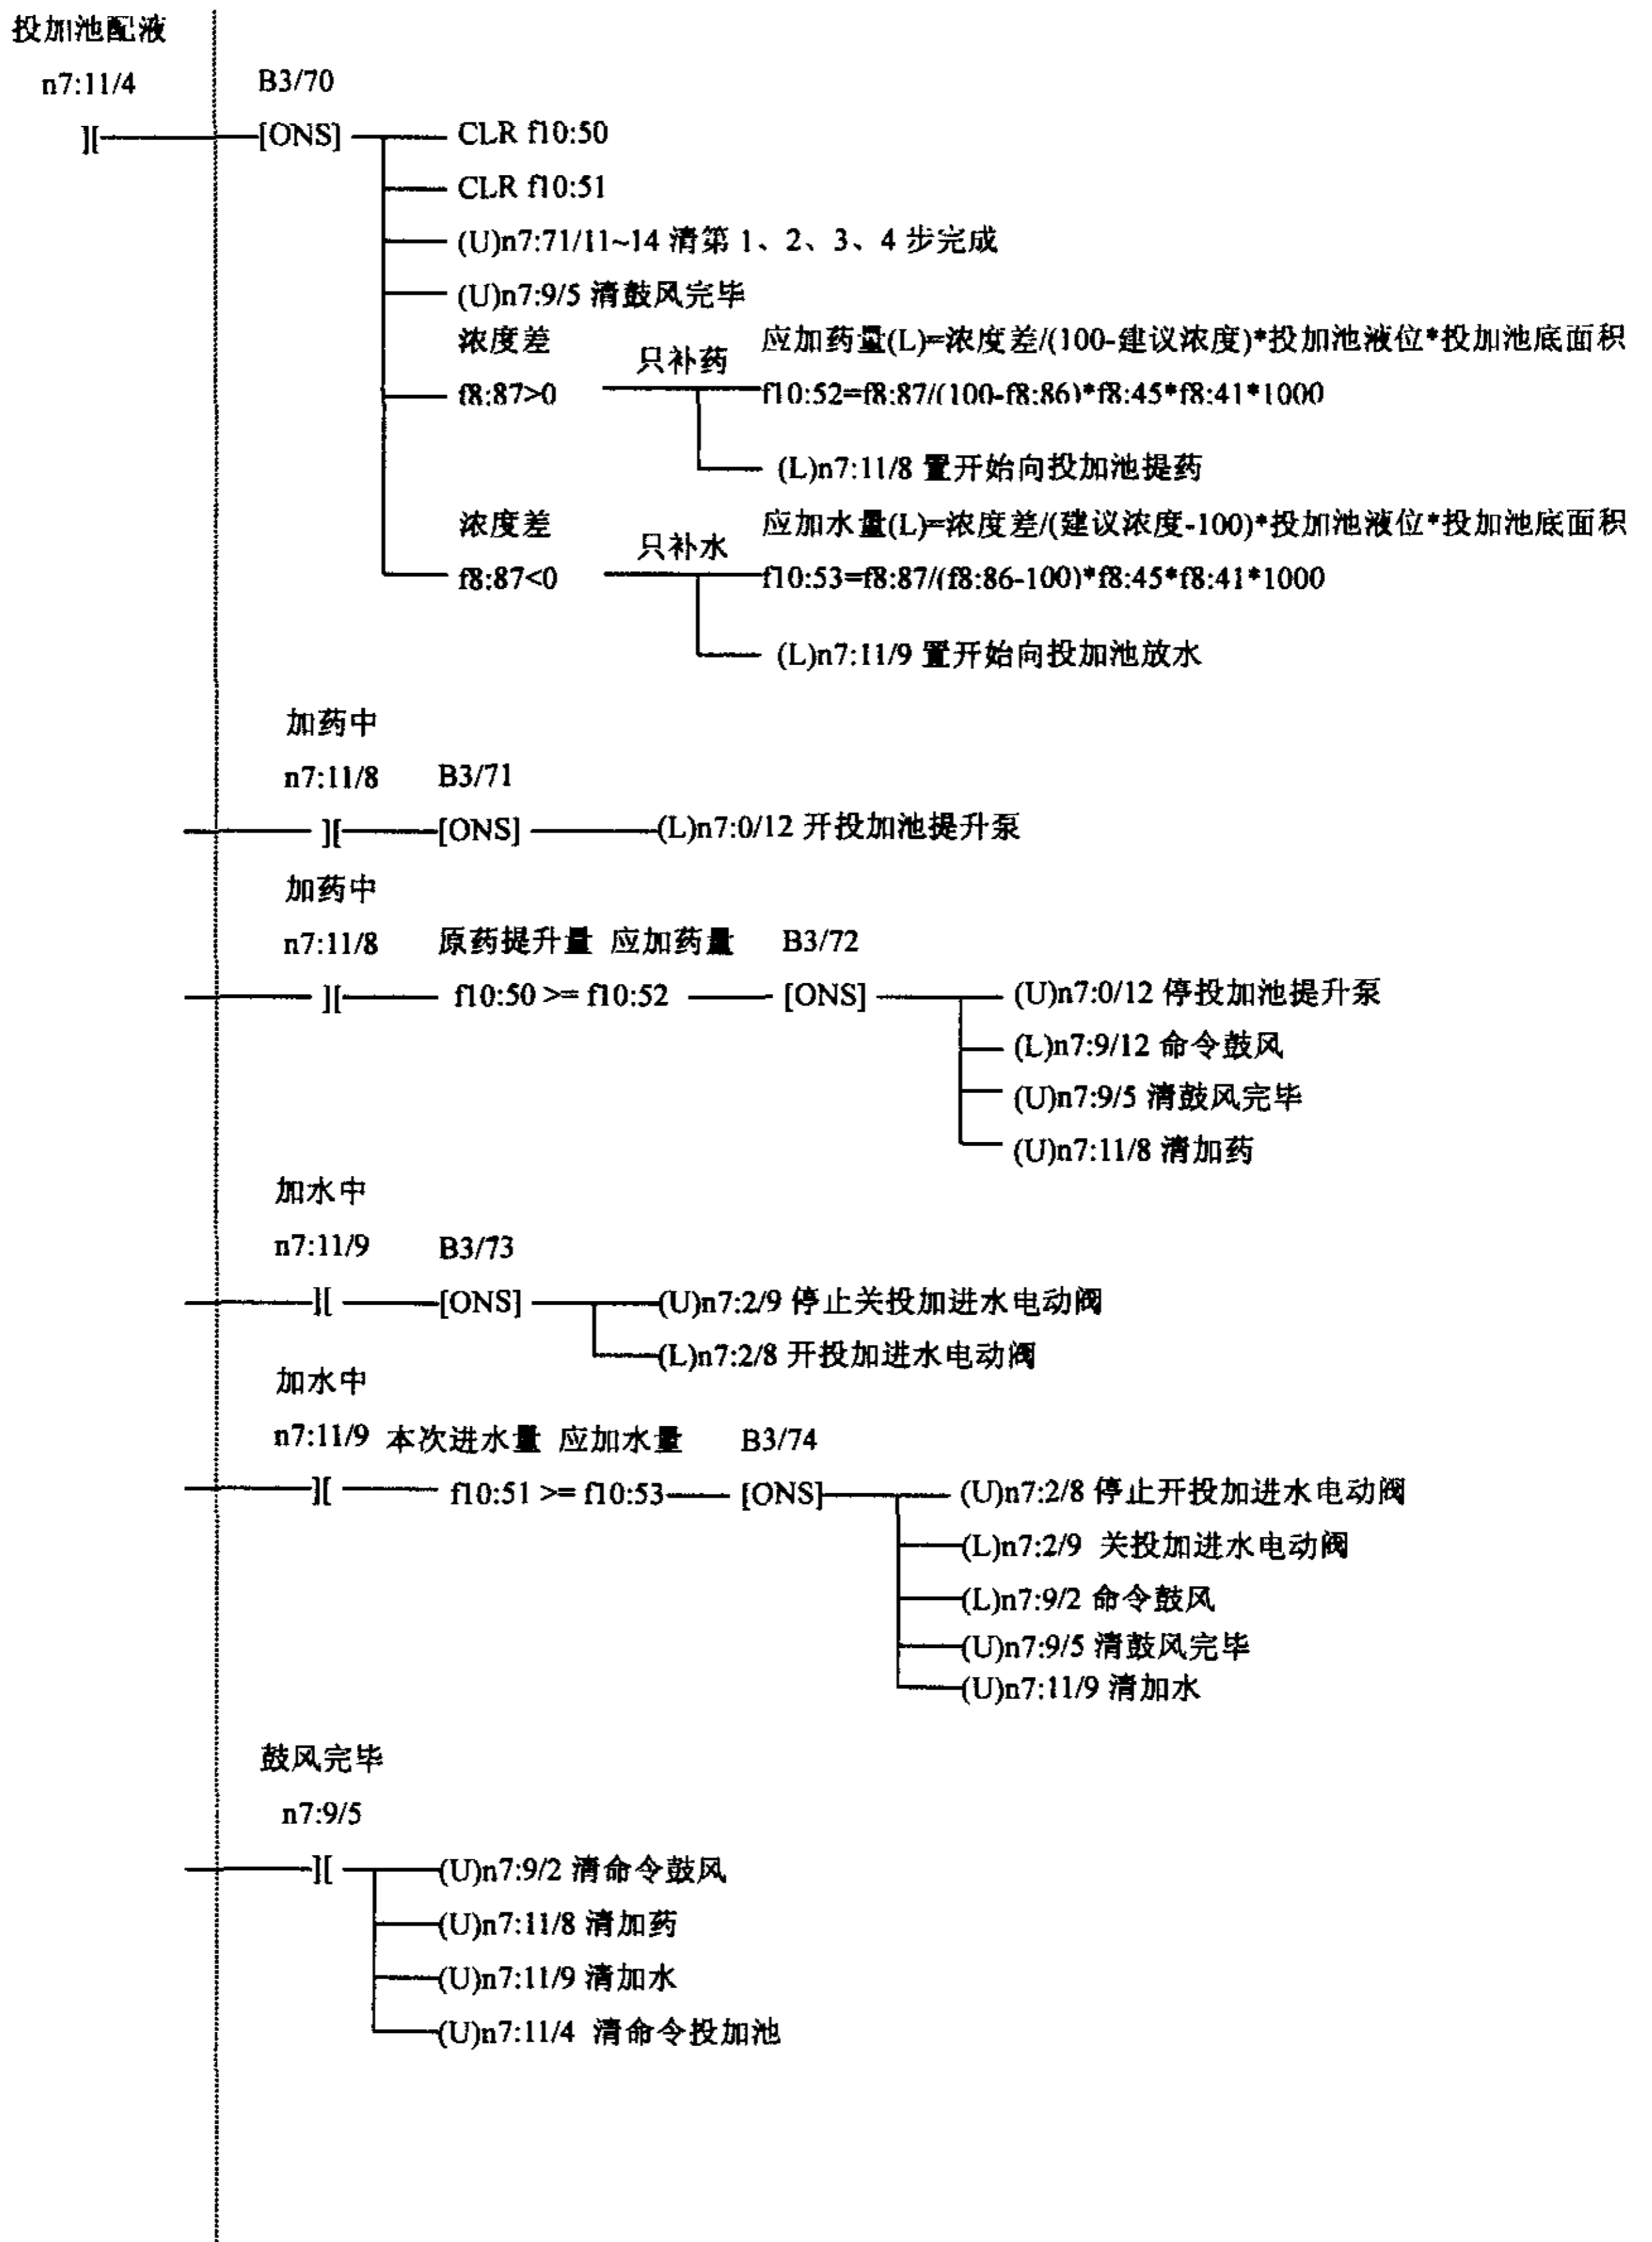 投加池配液
n7:11/4 B3/70
][ [ONS] CLR f10:50
CLR f10:51
(U)n7:71/11~14 清第 1、2、3、4 步完成
(U)n7:9/5 清鼓风完毕
浓度差 只补药 应加药量(L)=浓度差/(100-建议浓度)*投加池液位*投加池底面积
f8:87>0 f10:52=f8:87/(100-f8:86)*f8:45*f8:41*1000
(L)n7:11/8 置开始向投加池提药
浓度差 只补水 应加水量(L)=浓度差/(建议浓度-100)*投加池液位*投加池底面积
f8:87<0 f10:53=f8:87/(f8:86-100)*f8:45*f8:41*1000
(L)n7:11/9 置开始向投加池放水
加药中
n7:11/8 B3/71
][ [ONS] (L)n7:0/12 开投加池提升泵
加药中
n7:11/8 原药提升量 应加药量 B3/72
][ f10:50 >= f10:52 [ONS] (U)n7:0/12 停投加池提升泵
(L)n7:9/12 命令鼓风
(U)n7:9/5 清鼓风完毕
(U)n7:11/8 清加药
加水中
n7:11/9 B3/73
][ [ONS] (U)n7:2/9 停止关投加进水电动阀
(L)n7:2/8 开投加进水电动阀
加水中
n7:11/9 本次进水量 应加水量 B3/74
][ f10:51 >= f10:53 [ONS] (U)n7:2/8 停止开投加进水电动阀
(L)n7:2/9 关投加进水电动阀
(L)n7:9/2 命令鼓风
(U)n7:9/5 清鼓风完毕
(U)n7:11/9 清加水
鼓风完毕
n7:9/5
][ (U)n7:9/2 清命令鼓风
(U)n7:11/8 清加药
(U)n7:11/9 清加水
(U)n7:11/4 清命令投加池